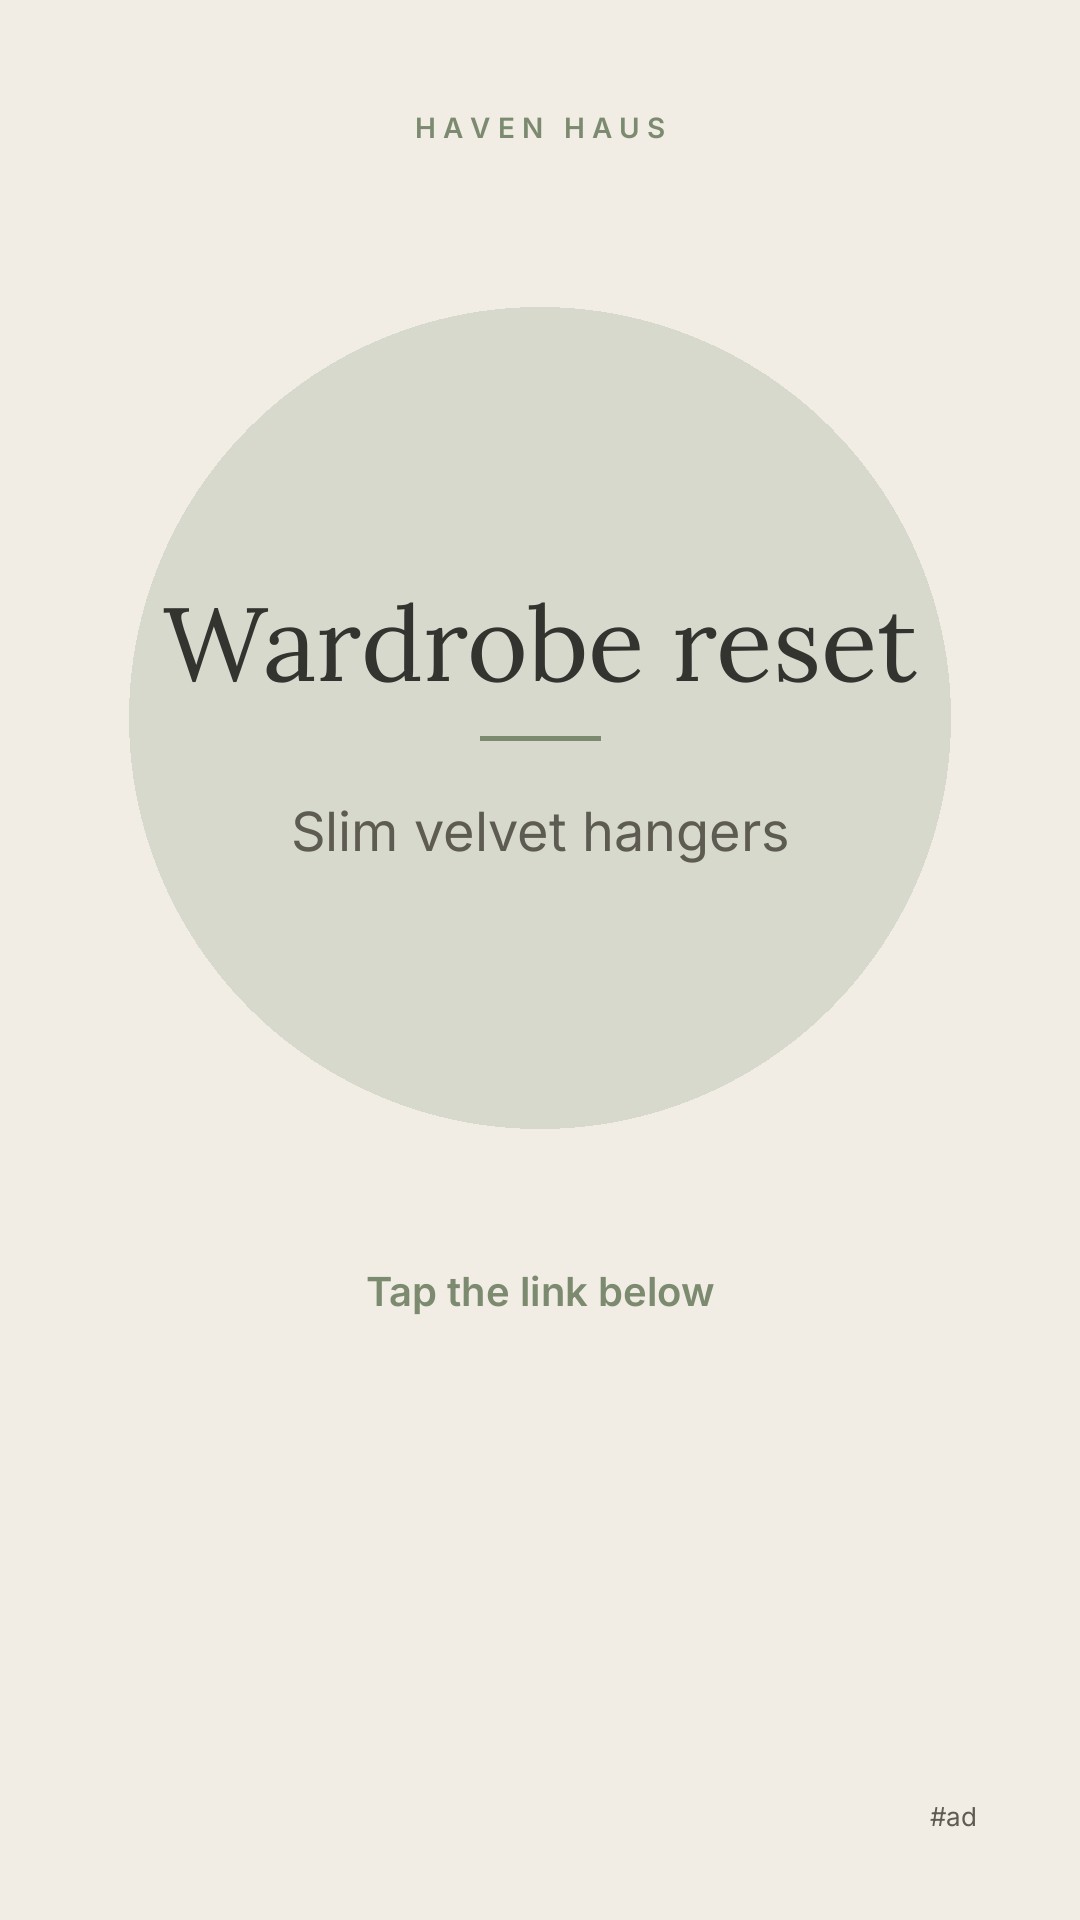 HAVEN HAUS
Wardrobe reset
Slim velvet hangers
Tap the link below
#ad